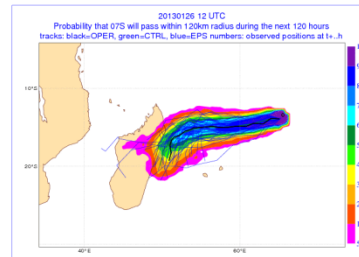 20130126 12 UTC
Probability that 07S will pass within 120km radius during the next 120 hours
tracks: black=OPER, green=CTRL, blue=EPS numbers: observed positions at t+..h
10°S
20°S
40°E
60°E